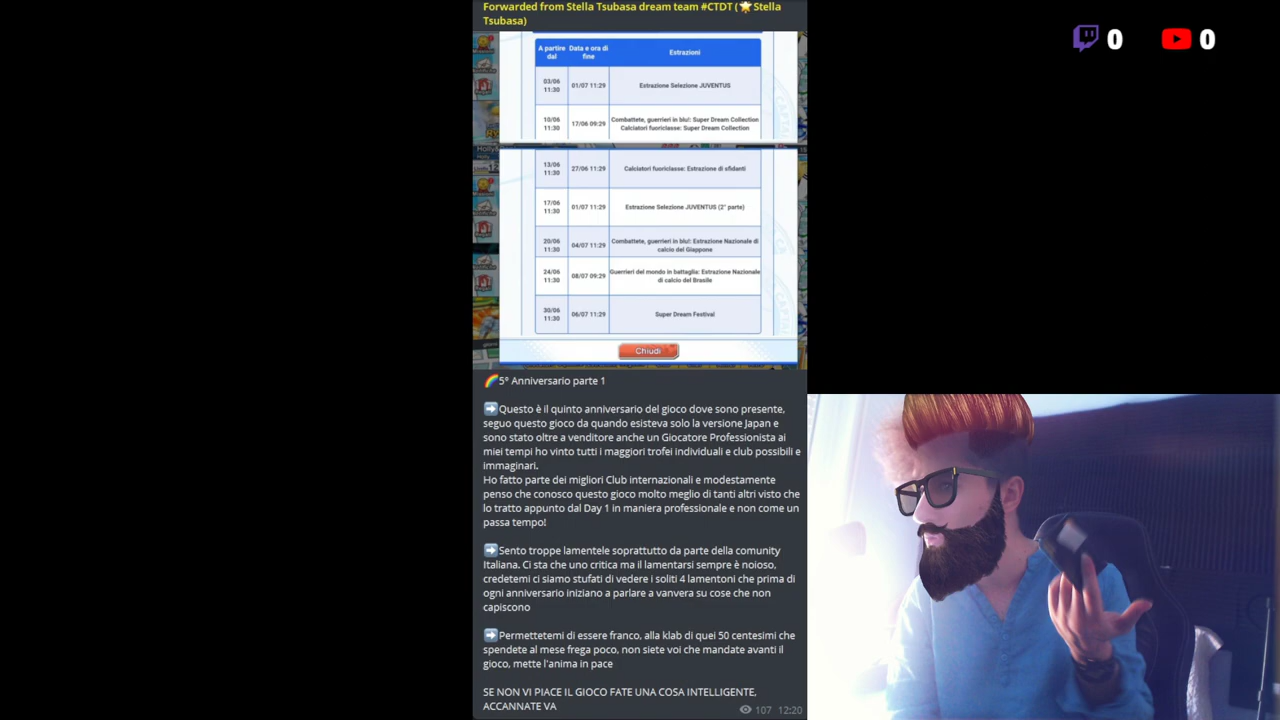 Forwarded from Stella Tsubasa dream team #CTDT (🌟Stella
Tsubasa)
0
0
A partire dal
Data e ora di fine
Estrazioni
03/06 11:30
01/07 11:29
Estrazione Selezione JUVENTUS
10/06 11:30
17/06 09:29
Combattete, guerrieri in blu!: Super Dream Collection
Calciatori fuoriclasse: Super Dream Collection
13/06 11:30
27/06 11:29
Calciatori fuoriclasse: Estrazione di sfidanti
17/06 11:30
01/07 11:29
Estrazione Selezione JUVENTUS (2° parte)
20/06 11:30
04/07 11:29
Combattete, guerrieri in blu!: Estrazione Nazionale di
calcio del Giappone
24/06 11:30
08/07 09:29
Guerrieri del mondo in battaglia: Estrazione Nazionale
di calcio del Brasile
30/06 11:30
06/07 11:29
Super Dream Festival
Chiudi
🌈5° Anniversario parte 1
➡️Questo è il quinto anniversario del gioco dove sono presente,
seguo questo gioco da quando esisteva solo la versione Japan e
sono stato oltre a venditore anche un Giocatore Professionista ai
miei tempi ho vinto tutti i maggiori trofei individuali e club possibili e
immaginari.
Ho fatto parte dei migliori Club internazionali e modestamente
penso che conosco questo gioco molto meglio di tanti altri visto che
lo tratto appunto dal Day 1 in maniera professionale e non come un
passa tempo!
➡️Sento troppe lamentele soprattutto da parte della comunity
Italiana. Ci sta che uno critica ma il lamentarsi sempre è noioso,
credetemi ci siamo stufati di vedere i soliti 4 lamentoni che prima di
ogni anniversario iniziano a parlare a vanvera su cose che non
capiscono
➡️Permettetemi di essere franco, alla klab di quei 50 centesimi che
spendete al mese frega poco, non siete voi che mandate avanti il
gioco, mette l'anima in pace
SE NON VI PIACE IL GIOCO FATE UNA COSA INTELLIGENTE,
ACCANNATE VA
107 12:20